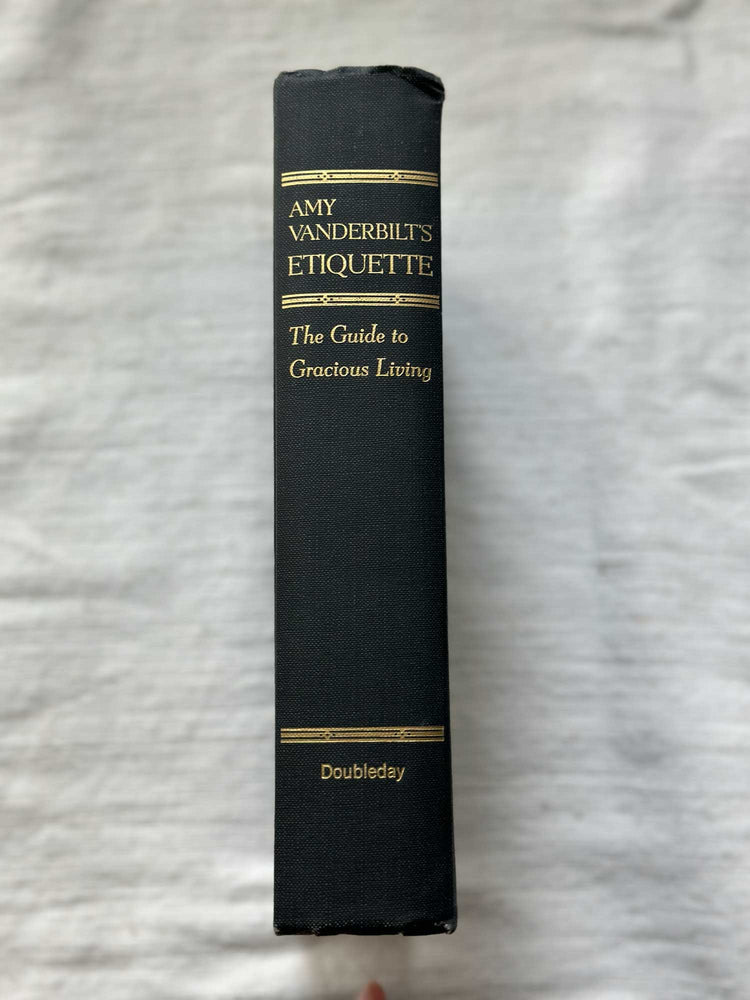 AMY
VANDERBILT'S
ETIQUETTE
The Guide to
Gracious Living
Doubleday